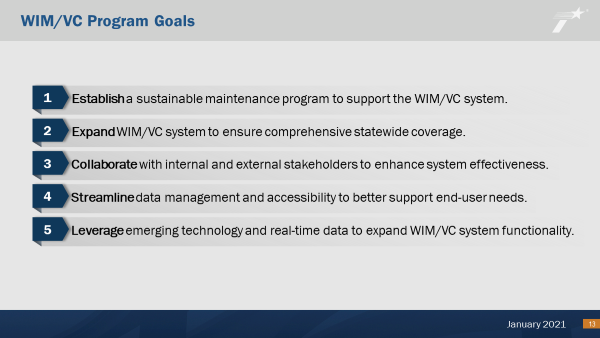 WIM/VC Program Goals
1 Establish a sustainable maintenance program to support the WIM/VC system.
2 Expand WIM/VC system to ensure comprehensive statewide coverage.
3 Collaborate with internal and external stakeholders to enhance system effectiveness.
4 Streamline data management and accessibility to better support end-user needs.
5 Leverage emerging technology and real-time data to expand WIM/VC system functionality.
January 2021 13